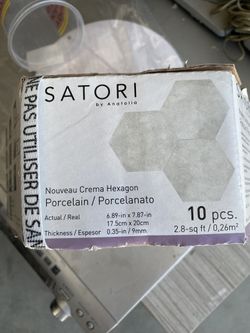 SATORI
by Anatolia
Nouveau Crema Hexagon
Porcelain / Porcelanato
Actual / Real
6.89-in x 7.87-in
17.5cm x 20cm
Thickness / Espesor
0.35-in / 9mm
10 pcs.
2.8-sq ft / 0,26m²
NE PAS UTILISER DE SAN